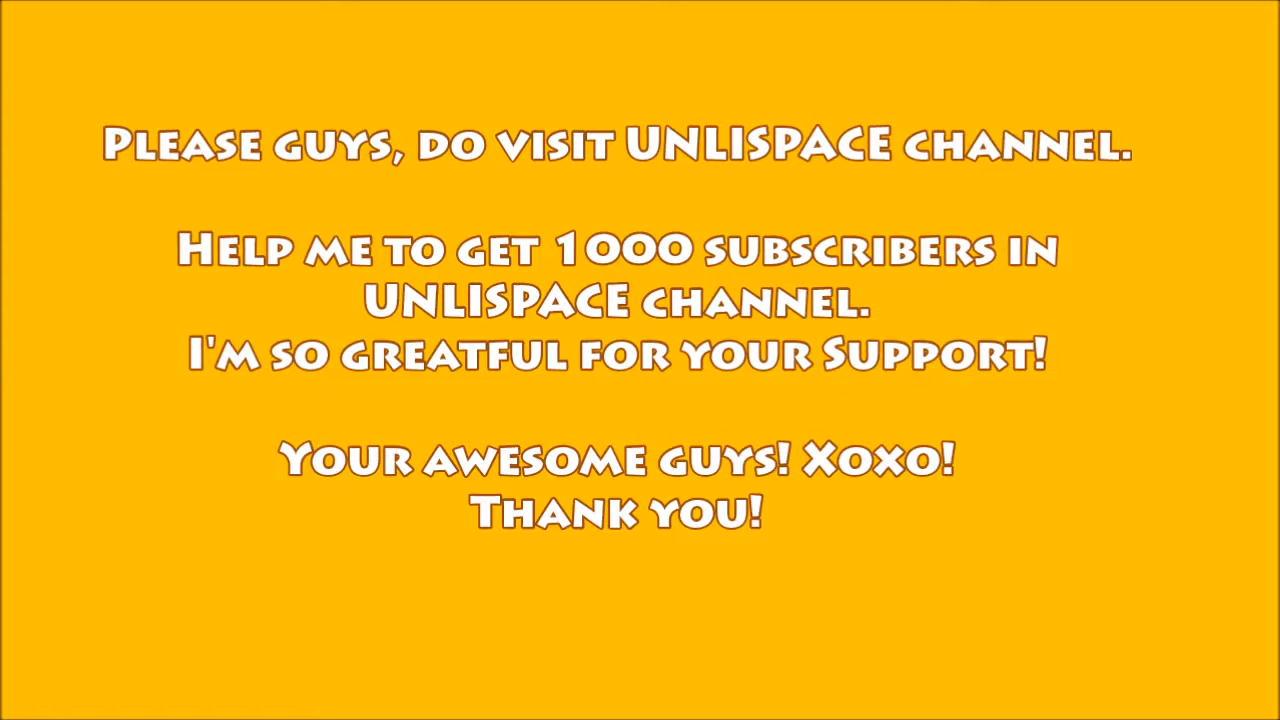 Please guys, do visit UNLISPACE channel.
Help me to get 1000 subscribers in
UNLISPACE channel.
I'm so greatful for your Support!
Your awesome guys! Xoxo!
Thank you!